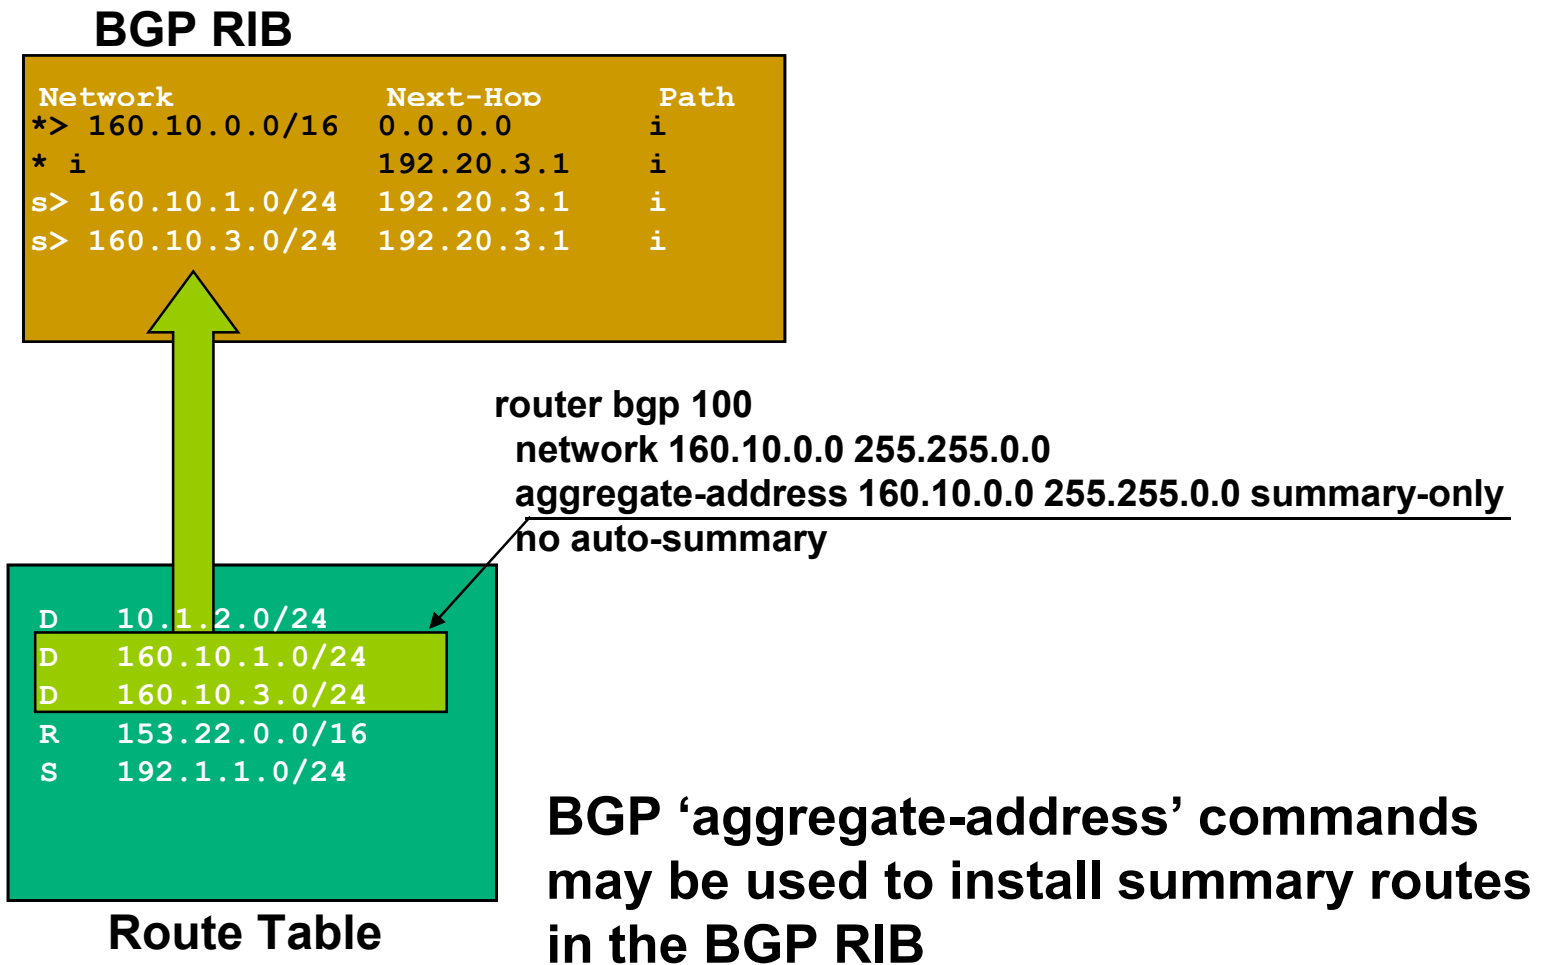 BGP RIB
Network Next-Hop Path
*> 160.10.0.0/16 0.0.0.0 i
* i 192.20.3.1 i
s> 160.10.1.0/24 192.20.3.1 i
s> 160.10.3.0/24 192.20.3.1 i
router bgp 100
network 160.10.0.0 255.255.0.0
aggregate-address 160.10.0.0 255.255.0.0 summary-only
no auto-summary
D 10.1.2.0/24
D 160.10.1.0/24
D 160.10.3.0/24
R 153.22.0.0/16
S 192.1.1.0/24
Route Table
BGP ‘aggregate-address’ commands
may be used to install summary routes
in the BGP RIB